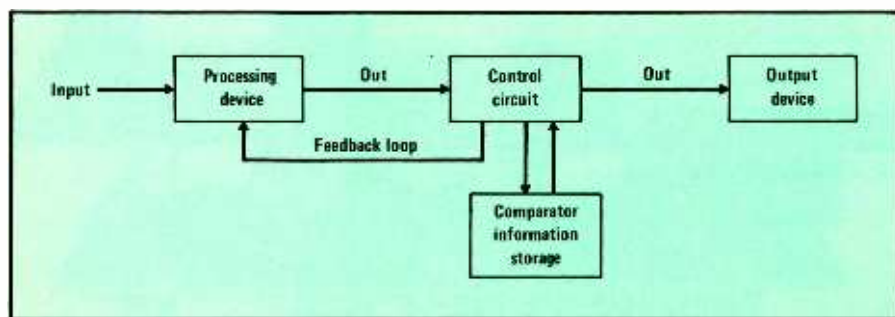 Input
Processing
device
Out
Control
circuit
Out
Output
device
Feedback loop
Comparator
information
storage